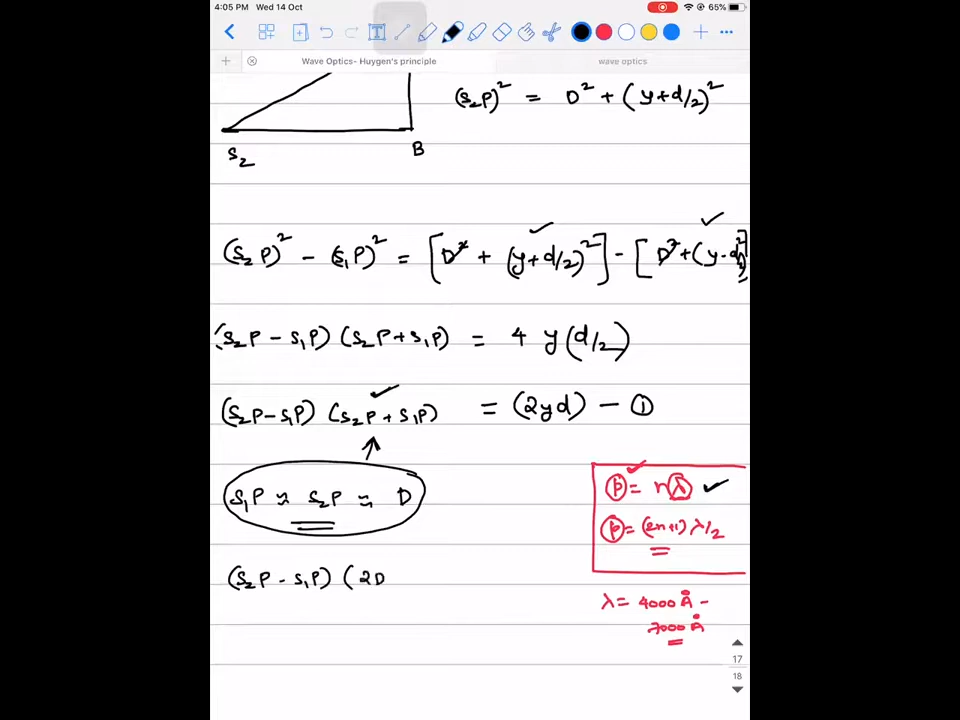 4:05 PM Wed 14 Oct
65%
Wave Optics- Huygen's principle
wave optics
(S₂P)² = D² + (y+d/2)²
S₂
B
(S₂P)² - (S₁P)² = [D² + (y+d/2)²] - [D² + (y-d/2)²]
(S₂P - S₁P) (S₂P + S₁P) = 4 y (d/2)
(S₂P - S₁P) (S₂P + S₁P) = (2yd) - ①
S₁P ≈ S₂P ≈ D
p = nλ
p = (2n+1) λ/2
(S₂P - S₁P) (2D
λ = 4000 Å -
7000 Å
17
18